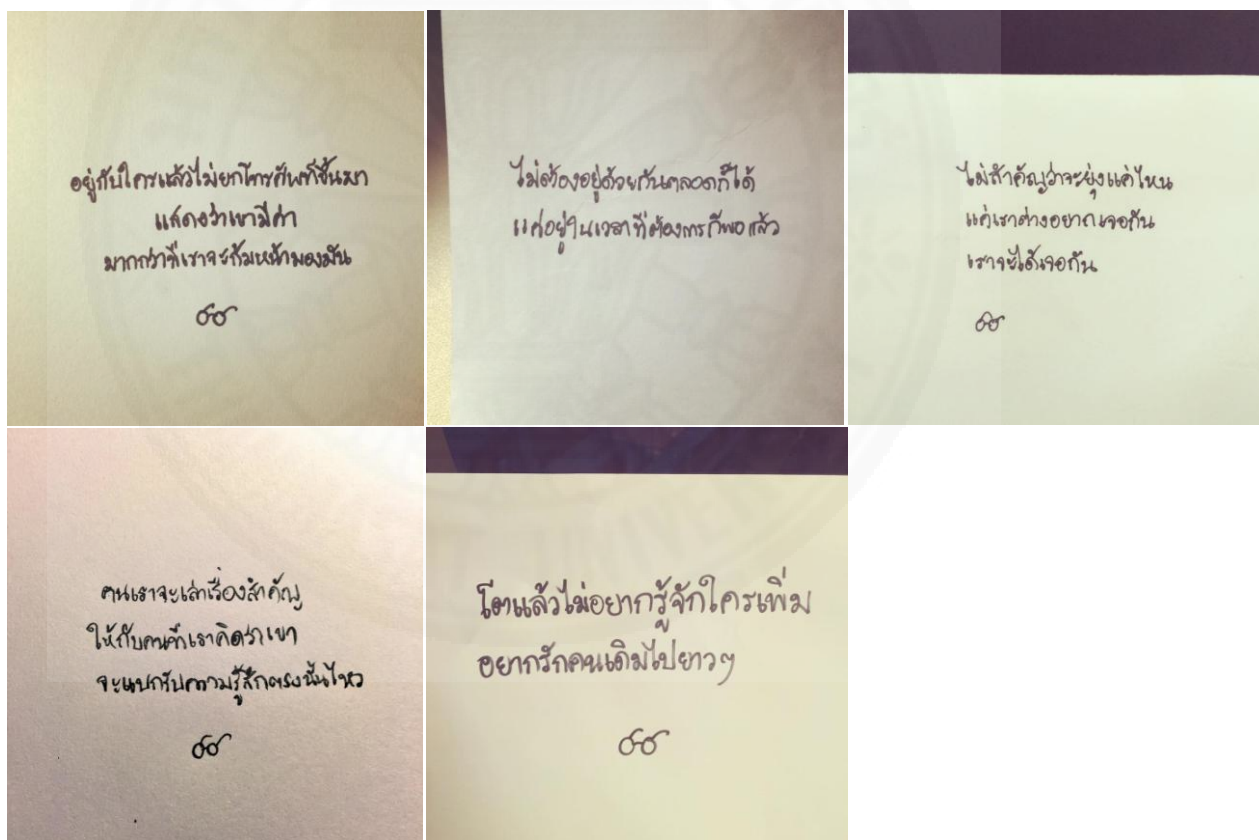 อยู่กับใครแล้วไม่ยกโทรศัพท์ขึ้นมา
แสดงว่าเขามีค่า
มากกว่าที่เราจะก้มหน้ามองมัน
ไม่ต้องอยู่ด้วยกันตลอดก็ได้
แค่อยู่ในเวลาที่ต้องการก็พอแล้ว
ไม่สำคัญว่าจะยุ่งแค่ไหน
แค่เราต่างอยากเจอกัน
เราจะได้เจอกัน
คนเราจะเล่าเรื่องสำคัญ
ให้กับคนที่เราคิดว่าเขา
จะแบกรับความรู้สึกตรงนั้นไหว
โตแล้วไม่อยากรู้จักใครเพิ่ม
อยากรักคนเดิมไปยาวๆ